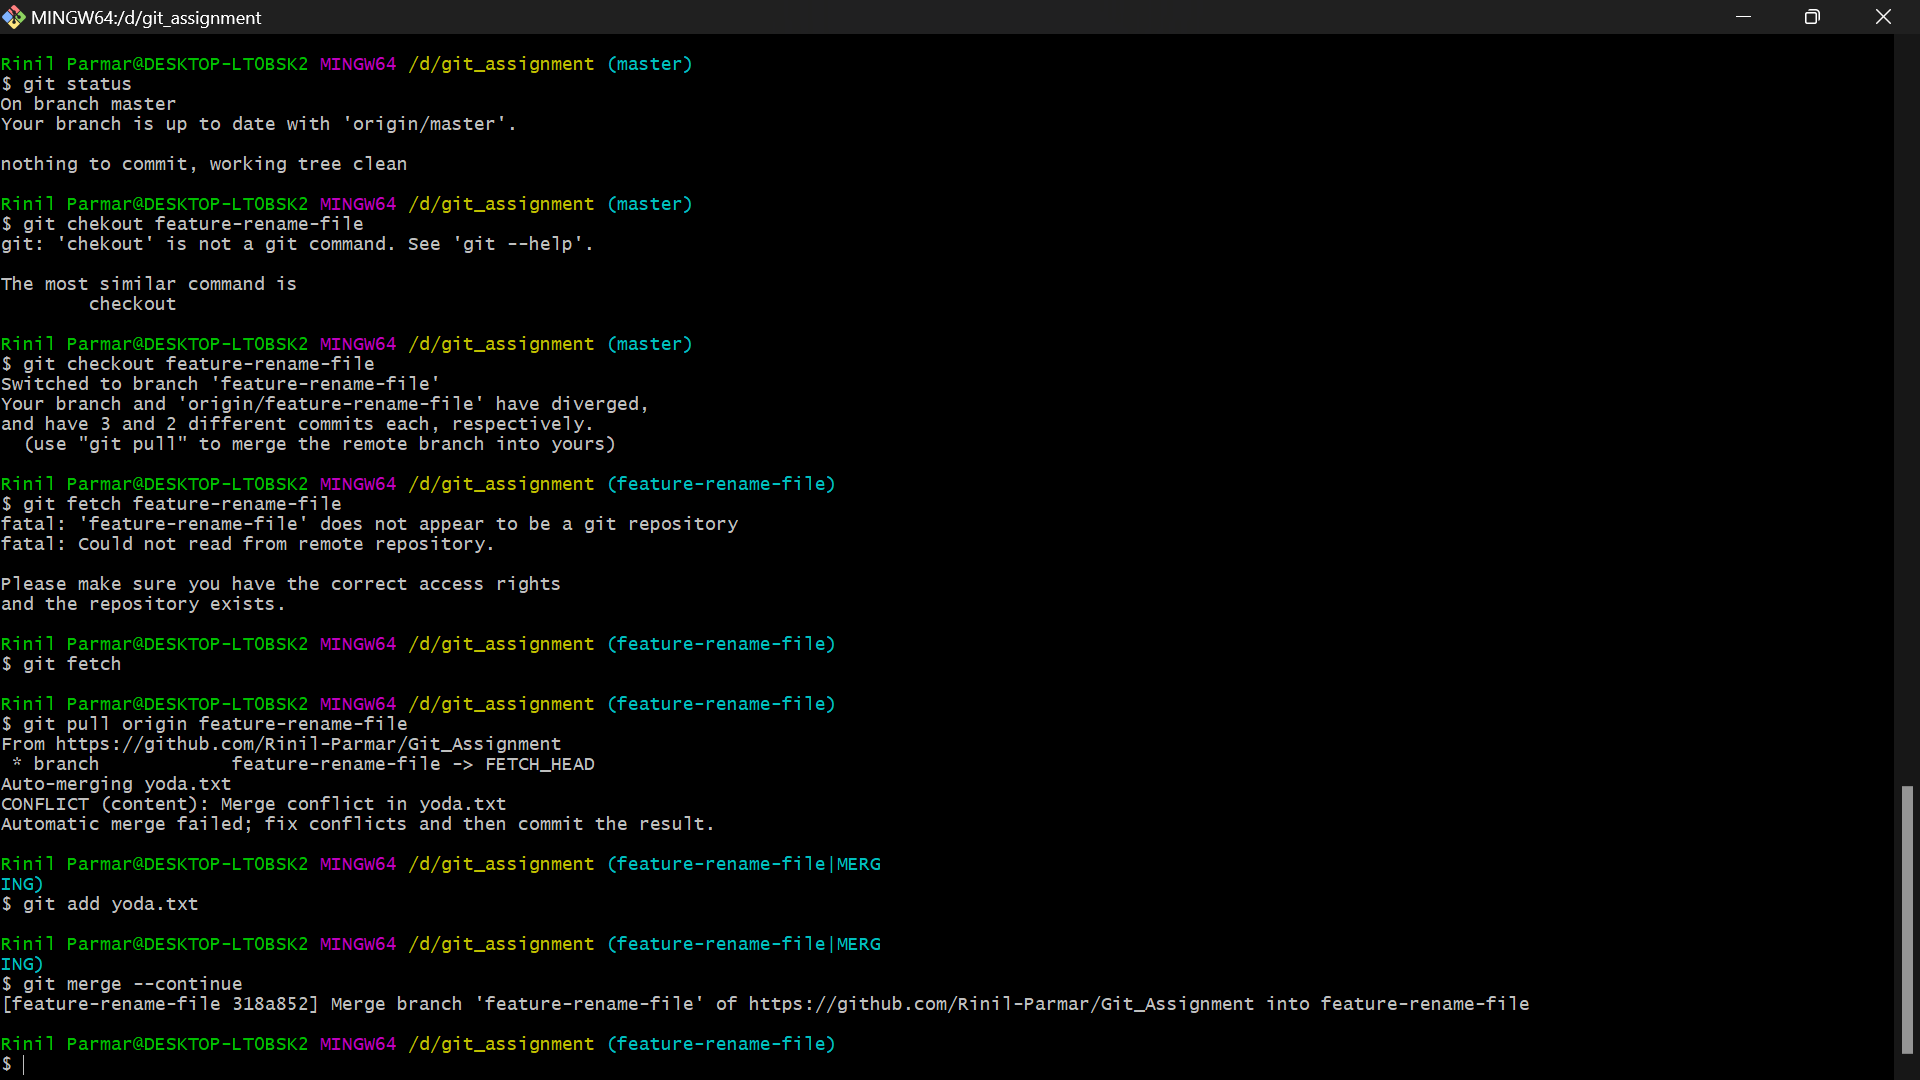 MINGW64:/d/git_assignment
Rinil Parmar@DESKTOP-LTOBSK2 MINGW64 /d/git_assignment (master)
$ git status
On branch master
Your branch is up to date with 'origin/master'.
nothing to commit, working tree clean
Rinil Parmar@DESKTOP-LTOBSK2 MINGW64 /d/git_assignment (master)
$ git chekout feature-rename-file
git: 'chekout' is not a git command. See 'git --help'.
The most similar command is
checkout
Rinil Parmar@DESKTOP-LTOBSK2 MINGW64 /d/git_assignment (master)
$ git checkout feature-rename-file
Switched to branch 'feature-rename-file'
Your branch and 'origin/feature-rename-file' have diverged,
and have 3 and 2 different commits each, respectively.
(use "git pull" to merge the remote branch into yours)
Rinil Parmar@DESKTOP-LTOBSK2 MINGW64 /d/git_assignment (feature-rename-file)
$ git fetch feature-rename-file
fatal: 'feature-rename-file' does not appear to be a git repository
fatal: Could not read from remote repository.
Please make sure you have the correct access rights
and the repository exists.
Rinil Parmar@DESKTOP-LTOBSK2 MINGW64 /d/git_assignment (feature-rename-file)
$ git fetch
Rinil Parmar@DESKTOP-LTOBSK2 MINGW64 /d/git_assignment (feature-rename-file)
$ git pull origin feature-rename-file
From https://github.com/Rinil-Parmar/Git_Assignment
* branch            feature-rename-file -> FETCH_HEAD
Auto-merging yoda.txt
CONFLICT (content): Merge conflict in yoda.txt
Automatic merge failed; fix conflicts and then commit the result.
Rinil Parmar@DESKTOP-LTOBSK2 MINGW64 /d/git_assignment (feature-rename-file|MERG
ING)
$ git add yoda.txt
Rinil Parmar@DESKTOP-LTOBSK2 MINGW64 /d/git_assignment (feature-rename-file|MERG
ING)
$ git merge --continue
[feature-rename-file 318a852] Merge branch 'feature-rename-file' of https://github.com/Rinil-Parmar/Git_Assignment into feature-rename-file
Rinil Parmar@DESKTOP-LTOBSK2 MINGW64 /d/git_assignment (feature-rename-file)
$